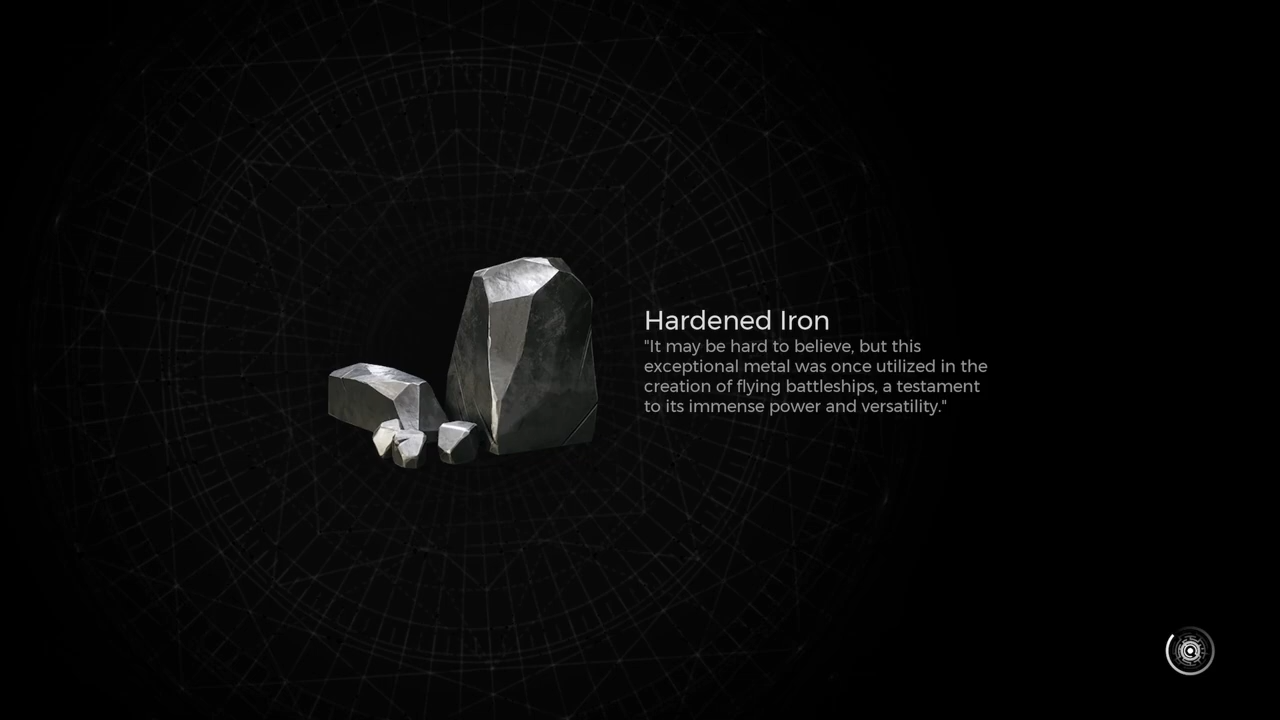 Hardened Iron
"It may be hard to believe, but this
exceptional metal was once utilized in the
creation of flying battleships, a testament
to its immense power and versatility."